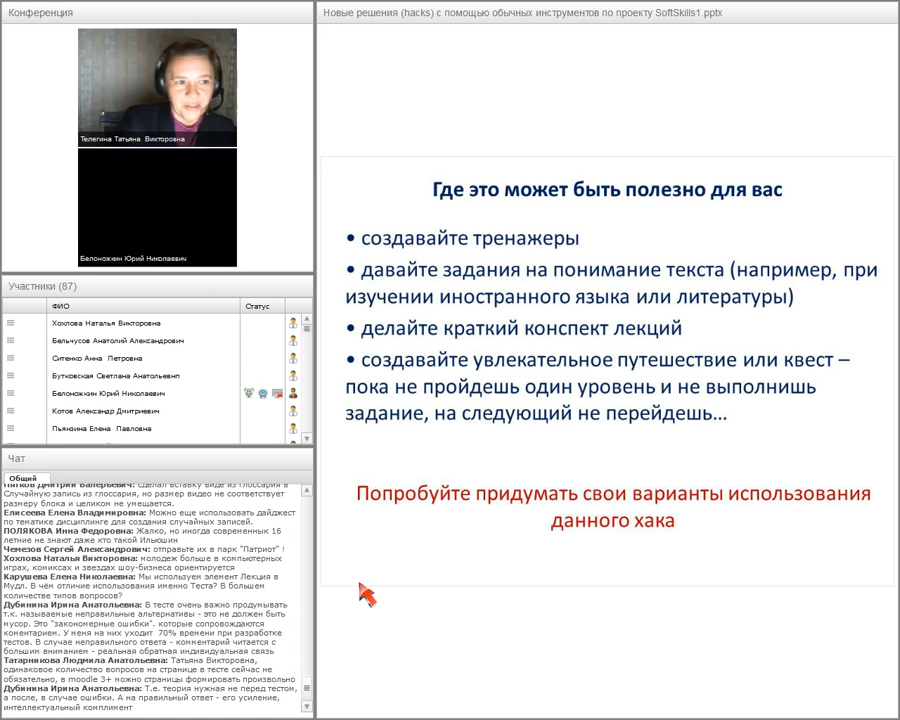 Конференция
Телегина Татьяна Викторовна
Белоножкин Юрий Николаевич
Участники (87)
ФИО
Статус
Хохлова Наталья Викторовна
Бельчусов Анатолий Александрович
Ситенко Анна Петровна
Бутковская Светлана Анатольевнп
Белоножкин Юрий Николаевич
Котов Александр Дмитриевич
Пьянзина Елена Павловна
Чат
Общий
Пятков Дмитрий Валерьевич: сделал вставку виде из глоссария в
Случайную запись из глоссария, но размер видео не соответствует
размеру блока и целиком не умещается.
Елисеева Елена Владимировна: Можно еще использовать дайджест
по тематике дисциплине для создания случайных записей.
ПОЛЯКОВА Инна Федоровна: Жалко, но иногда современных 16
летние не знают даже кто такой Ильюшин
Чемезов Сергей Александрович: отправьте их в парк "Патриот" !
Хохлова Наталья Викторовна: молодеж больше в компьютерных
играх, комиксах и звездах шоу-бизнеса ориентируется
Карушева Елена Николаевна: Мы используем элемент Лекция в
Мудл. В чём отличие использования именно Теста? В большем
количестве типов вопросов?
Дубинина Ирина Анатольевна: В тесте очень важно продумывать
т.к. называемые неправильные альтернативы - это не должен быть
мусор. Это "закономерные ошибки". которые сопровождаются
коментарием. У меня на них уходит 70% времени при разработке
тестов. В случае неправильного ответа - комментарий читается с
большим вниманием - реальная обратная индивидуальная связь
Татарникова Людмила Анатольевна: Татьяна Викторовна,
одинаковое количество вопросов на странице в тесте сейчас не
обязательно, в moodle 3+ можно страницы формировать произвольно
Дубинина Ирина Анатольевна: Т.е. теория нужная не перед тестом,
а после, в случае ошибки. А на правильный ответ - его усиление,
интеллектуальный комплимент
Новые решения (hacks) с помощью обычных инструментов по проекту SoftSkills1.pptx
Где это может быть полезно для вас
• создавайте тренажеры
• давайте задания на понимание текста (например, при
изучении иностранного языка или литературы)
• делайте краткий конспект лекций
• создавайте увлекательное путешествие или квест –
пока не пройдешь один уровень и не выполнишь
задание, на следующий не перейдешь...
Попробуйте придумать свои варианты использования
данного хака